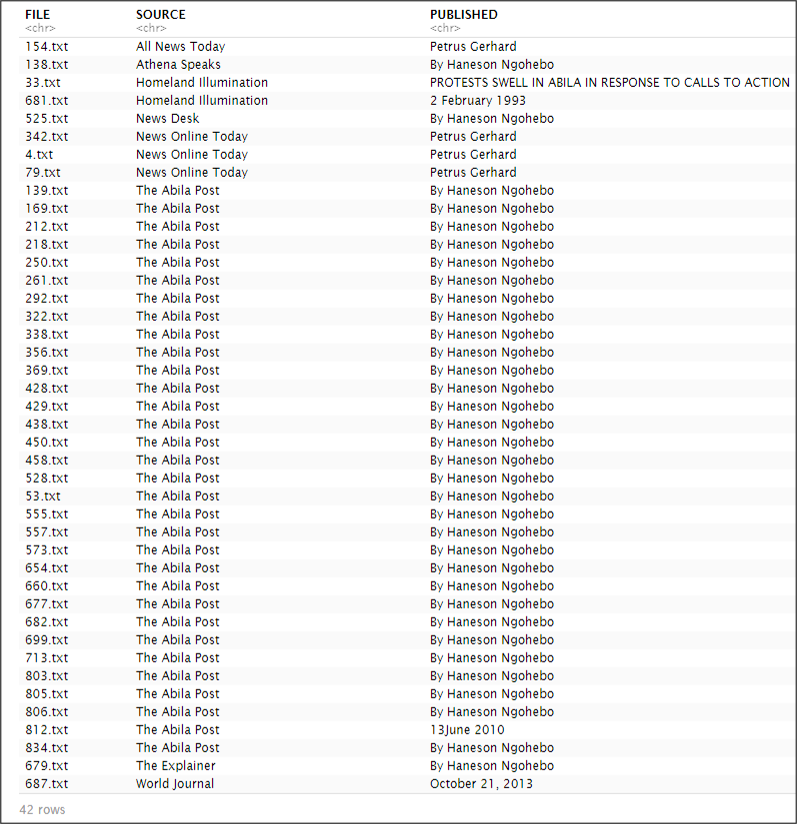 FILE SOURCE PUBLISHED
<chr> <chr> <chr>
154.txt All News Today Petrus Gerhard
138.txt Athena Speaks By Haneson Ngohebo
33.txt Homeland Illumination PROTESTS SWELL IN ABILA IN RESPONSE TO CALLS TO ACTION
681.txt Homeland Illumination 2 February 1993
525.txt News Desk By Haneson Ngohebo
342.txt News Online Today Petrus Gerhard
4.txt News Online Today Petrus Gerhard
79.txt News Online Today Petrus Gerhard
139.txt The Abila Post By Haneson Ngohebo
169.txt The Abila Post By Haneson Ngohebo
212.txt The Abila Post By Haneson Ngohebo
218.txt The Abila Post By Haneson Ngohebo
250.txt The Abila Post By Haneson Ngohebo
261.txt The Abila Post By Haneson Ngohebo
292.txt The Abila Post By Haneson Ngohebo
322.txt The Abila Post By Haneson Ngohebo
338.txt The Abila Post By Haneson Ngohebo
356.txt The Abila Post By Haneson Ngohebo
369.txt The Abila Post By Haneson Ngohebo
428.txt The Abila Post By Haneson Ngohebo
429.txt The Abila Post By Haneson Ngohebo
438.txt The Abila Post By Haneson Ngohebo
450.txt The Abila Post By Haneson Ngohebo
458.txt The Abila Post By Haneson Ngohebo
528.txt The Abila Post By Haneson Ngohebo
53.txt The Abila Post By Haneson Ngohebo
555.txt The Abila Post By Haneson Ngohebo
557.txt The Abila Post By Haneson Ngohebo
573.txt The Abila Post By Haneson Ngohebo
654.txt The Abila Post By Haneson Ngohebo
660.txt The Abila Post By Haneson Ngohebo
677.txt The Abila Post By Haneson Ngohebo
682.txt The Abila Post By Haneson Ngohebo
699.txt The Abila Post By Haneson Ngohebo
713.txt The Abila Post By Haneson Ngohebo
803.txt The Abila Post By Haneson Ngohebo
805.txt The Abila Post By Haneson Ngohebo
806.txt The Abila Post By Haneson Ngohebo
812.txt The Abila Post 13June 2010
834.txt The Abila Post By Haneson Ngohebo
679.txt The Explainer By Haneson Ngohebo
687.txt World Journal October 21, 2013
42 rows